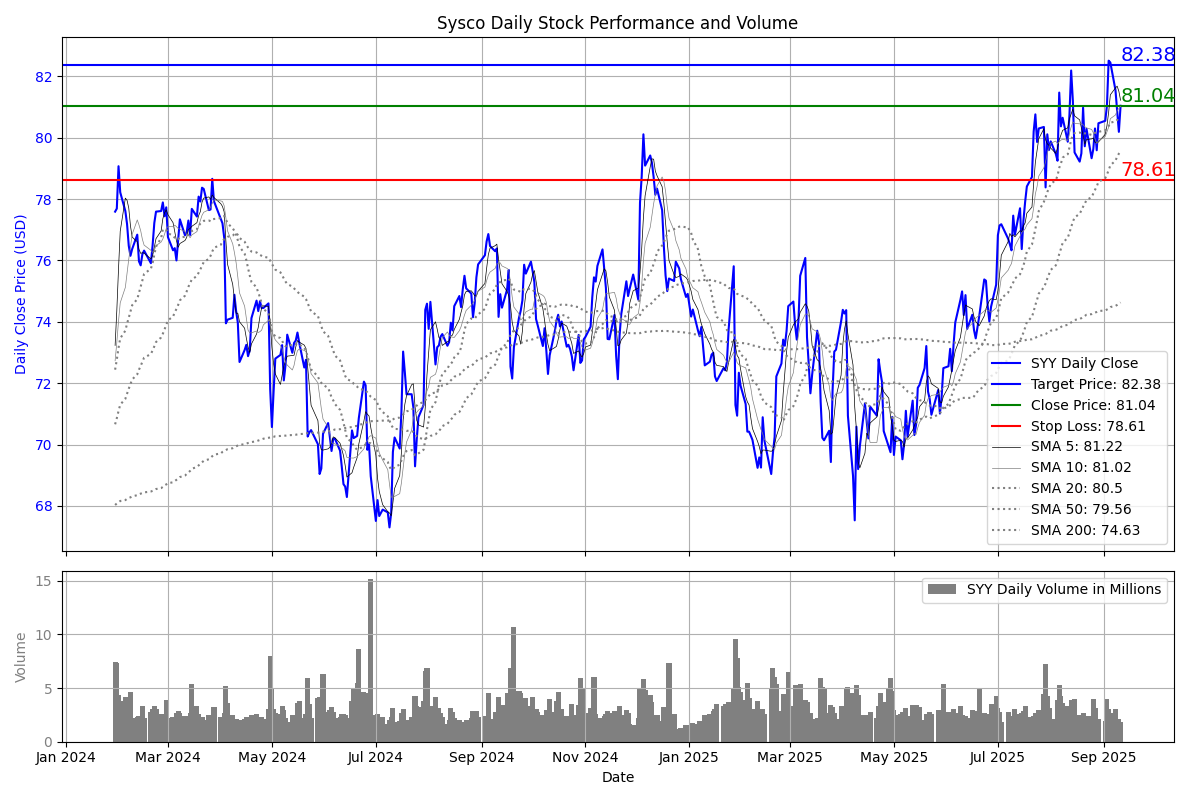 Sysco Daily Stock Performance and Volume
82.38
81.04
78.61
82
80
78
76
74
72
70
68
Daily Close Price (USD)
SYY Daily Close
Target Price: 82.38
Close Price: 81.04
Stop Loss: 78.61
SMA 5: 81.22
SMA 10: 81.02
SMA 20: 80.5
SMA 50: 79.56
SMA 200: 74.63
15
10
5
0
Volume
SYY Daily Volume in Millions
Jan 2024 Mar 2024 May 2024 Jul 2024 Sep 2024 Nov 2024 Jan 2025 Mar 2025 May 2025 Jul 2025 Sep 2025
Date